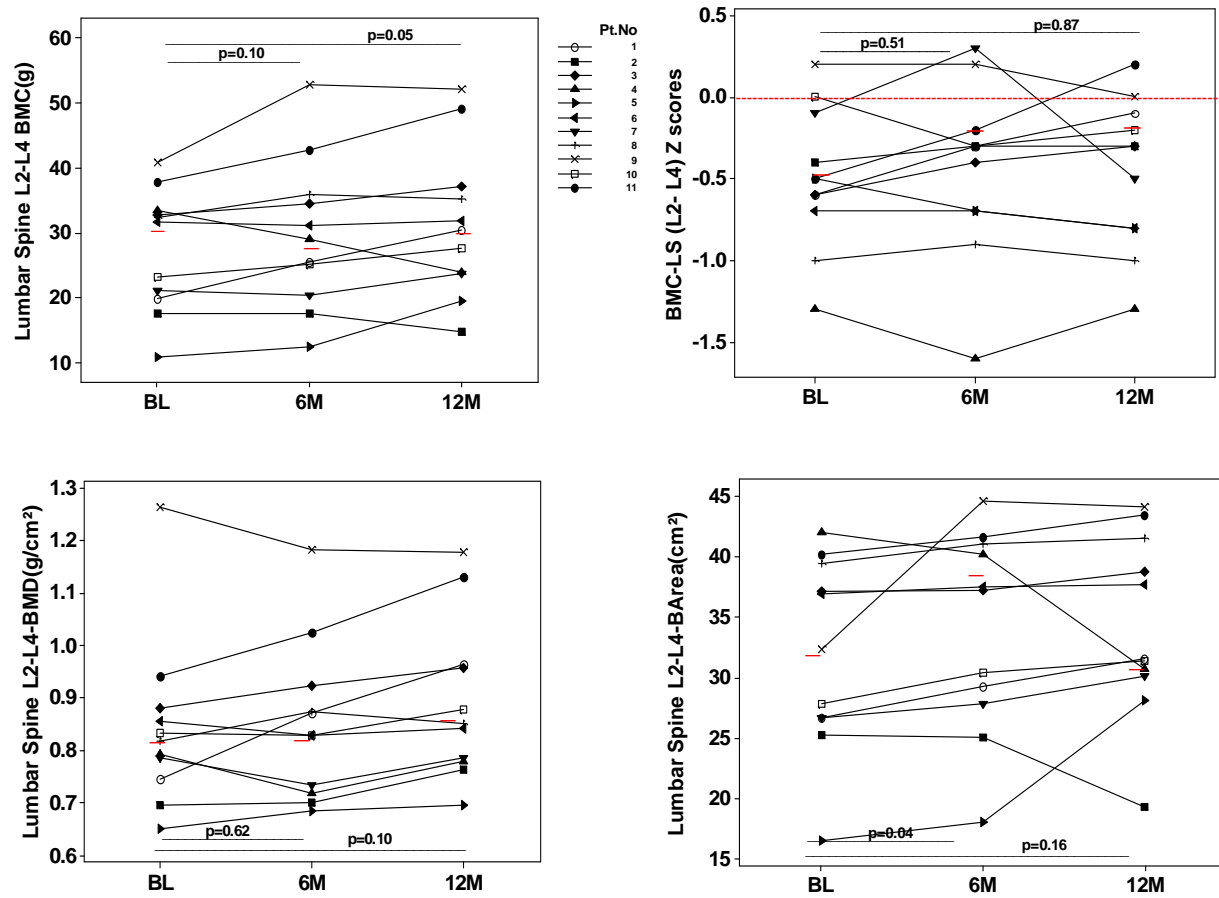 Lumbar Spine L2-L4 BMC(g)
60
50
40
30
20
10
p=0.05
p=0.10
BL 6M 12M
Pt.No
1
2
3
4
5
6
7
8
9
10
11
BMC-LS (L2- L4) Z scores
0.5
0.0
-0.5
-1.0
-1.5
p=0.87
p=0.51
BL 6M 12M
Lumbar Spine L2-L4-BMD(g/cm²)
1.3
1.2
1.1
1.0
0.9
0.8
0.7
0.6
p=0.62
p=0.10
BL 6M 12M
Lumbar Spine L2-L4-BArea(cm²)
45
40
35
30
25
20
15
p=0.04
p=0.16
BL 6M 12M